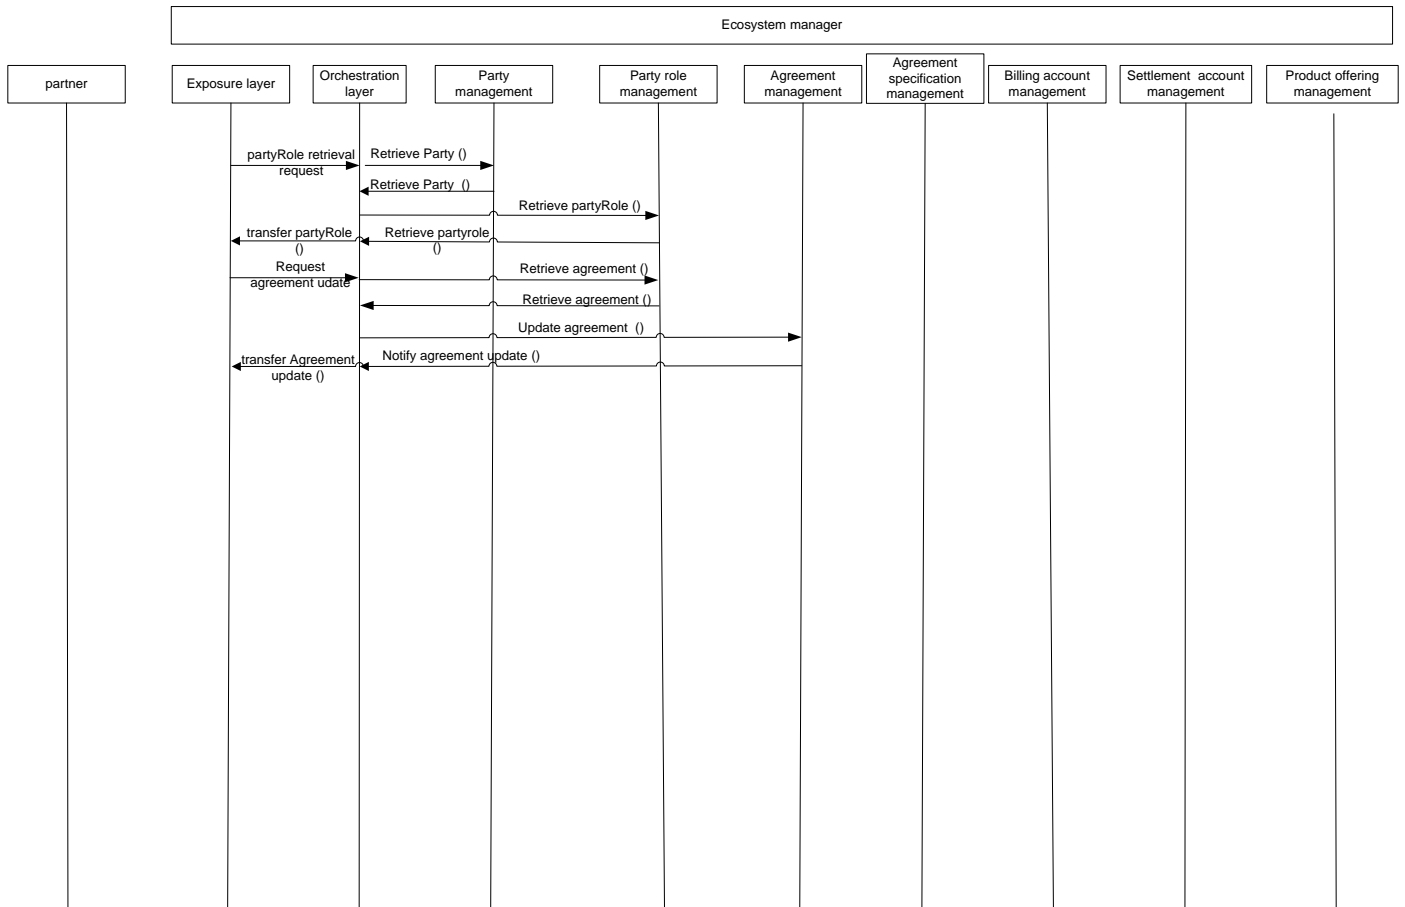 Ecosystem manager
partner
Exposure layer
Orchestration
layer
Party
management
Party role
management
Agreement
management
Agreement
specification
management
Billing account
management
Settlement  account
management
Product offering
management
partyRole retrieval
request
Retrieve Party ()
Retrieve Party  ()
Retrieve partyRole ()
transfer partyRole
()
Retrieve partyrole
()
Request
agreement udate
Retrieve agreement ()
Retrieve agreement ()
Update agreement  ()
transfer Agreement
update ()
Notify agreement update ()